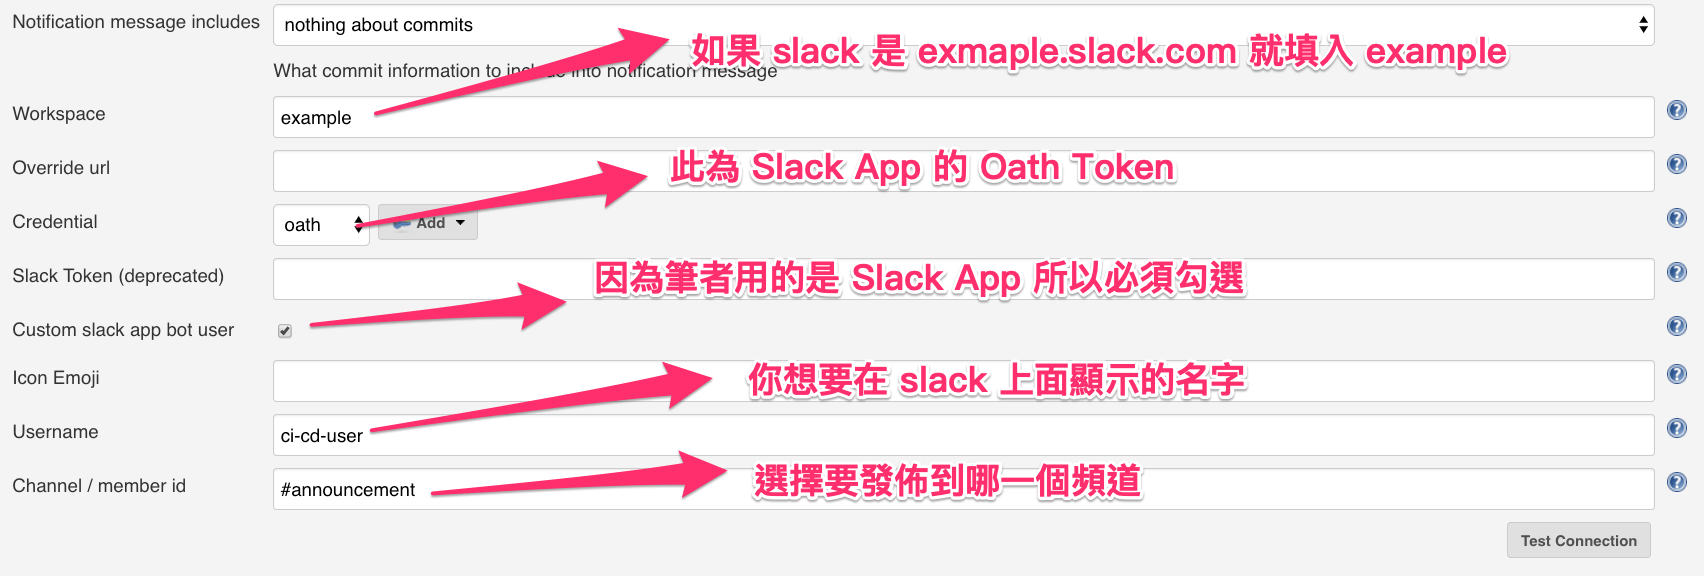 Notification message includes
nothing about commits
如果 slack 是 exmaple.slack.com 就填入 example
What commit information to include into notification message
Workspace
example
Override url
此為 Slack App 的 Oath Token
Credential
oath
Add
Slack Token (deprecated)
因為筆者用的是 Slack App 所以必須勾選
Custom slack app bot user
Icon Emoji
你想要在 slack 上面顯示的名字
Username
ci-cd-user
Channel / member id
#announcement
選擇要發佈到哪一個頻道
Test Connection